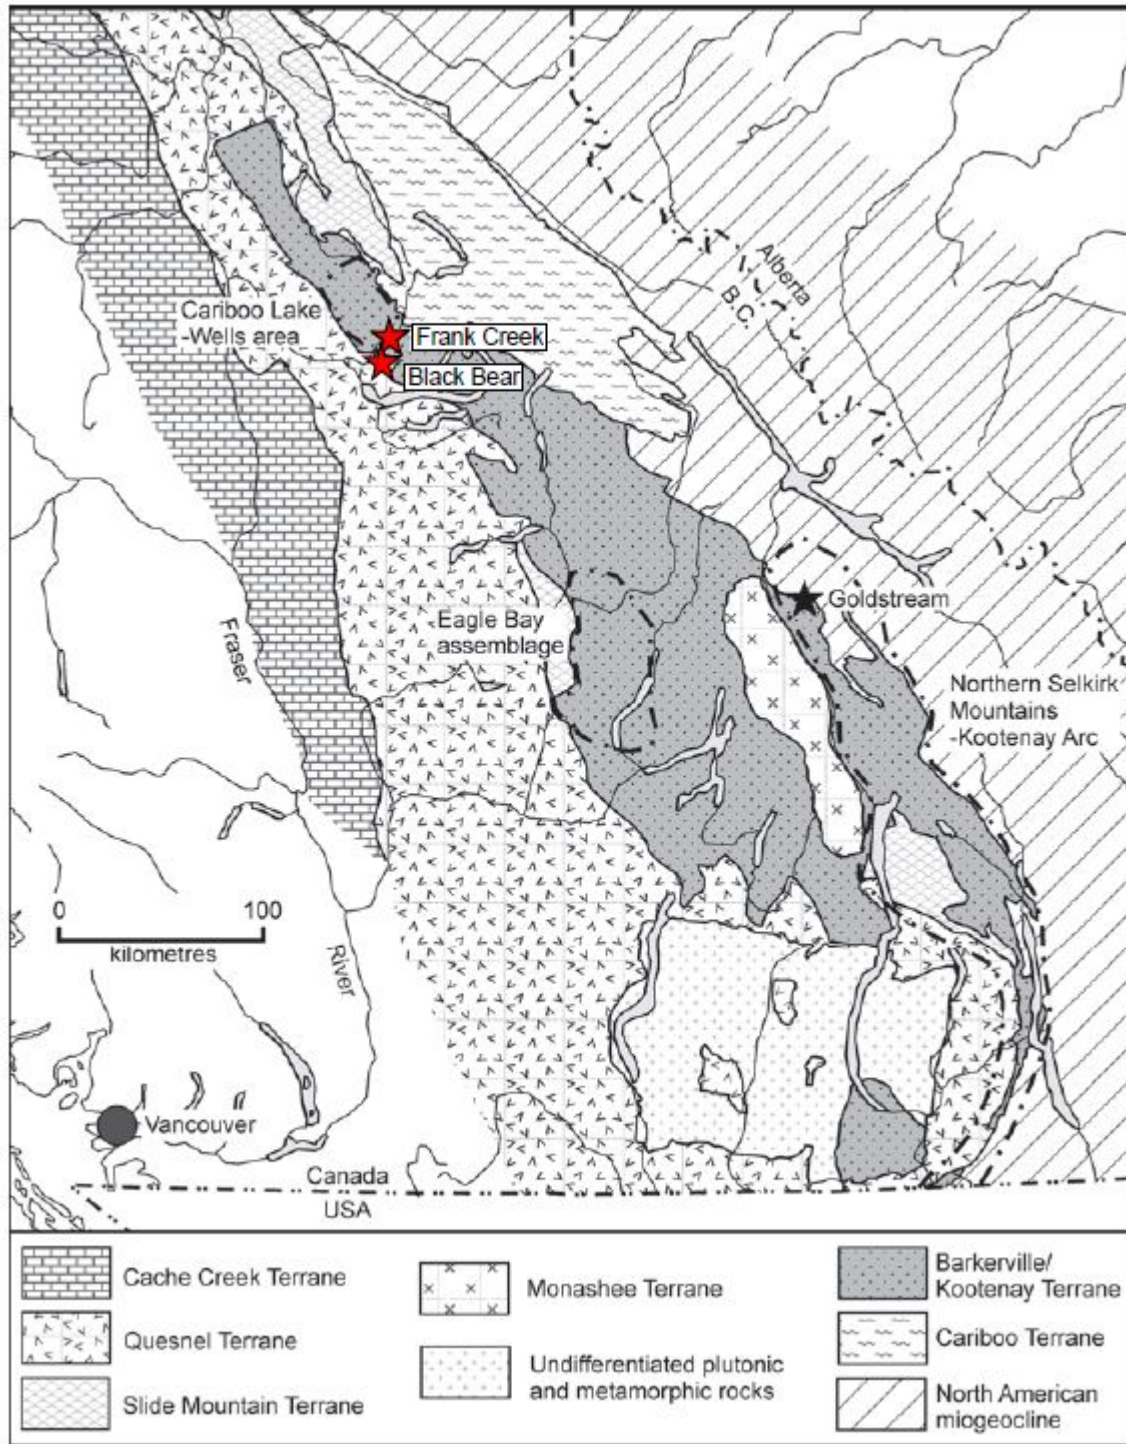 Alberta
B.C.
Cariboo Lake
-Wells area
Frank Creek
Black Bear
Goldstream
Eagle Bay
assemblage
Fraser
River
Northern Selkirk
Mountains
-Kootenay Arc
0 100
kilometres
Vancouver
Canada
USA
Cache Creek Terrane
Quesnel Terrane
Slide Mountain Terrane
Monashee Terrane
Undifferentiated plutonic
and metamorphic rocks
Barkerville/
Kootenay Terrane
Cariboo Terrane
North American
miogeocline